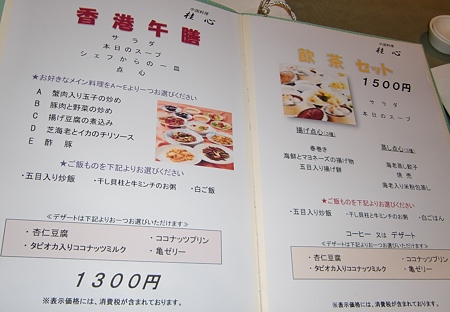 中国料理
桂心
香港午膳
サラダ
本日のスープ
シェフからの一皿
点心
★お好きなメイン料理をA〜Eより一つお選びください
A 蟹肉入り玉子の炒め
B 豚肉と野菜の炒め
C 揚げ豆腐の煮込み
D 芝海老とイカのチリソース
E 酢豚
★ご飯ものを下記よりお選びください
・五目入り炒飯 ・干し貝柱と牛ミンチのお粥 ・白ご飯
≪デザートは下記よりお一つお選びいただけます≫
・杏仁豆腐 ・ココナッツプリン
・タピオカ入りココナッツミルク ・亀ゼリー
1300円
※表示価格には、消費税が含まれております。
中国料理
桂心
飲茶セット
1500円
サラダ
本日のスープ
揚げ点心
春巻き
海鮮とマヨネーズの揚げ物
五目入り揚げ餅
蒸し点心
海老蒸し餃子
焼売
海老入り米粉包蒸し
★ご飯ものを下記よりお選びください
・五目入り炒飯 ・干し貝柱と牛ミンチのお粥 ・白ごはん
コーヒー 又は デザート
≪デザートは下記よりお一つお選びいただけます≫
・杏仁豆腐 ・ココナッツプリン
・タピオカ入りココナッツミルク ・亀ゼリー
※表示価格には、消費税が含まれております。